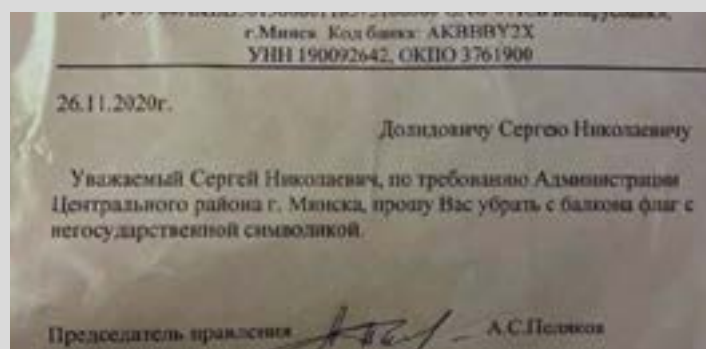 г.Минск Код банка: AKBBBY2X
УНН 190092642, ОКПО 3761900
26.11.2020г.
Долидовичу Сергею Николаевичу
Уважаемый Сергей Николаевич, по требованию Администрации
Центрального района г. Минска, прошу Вас убрать с балкона флаг с
негосударственной символикой.
Председатель правления